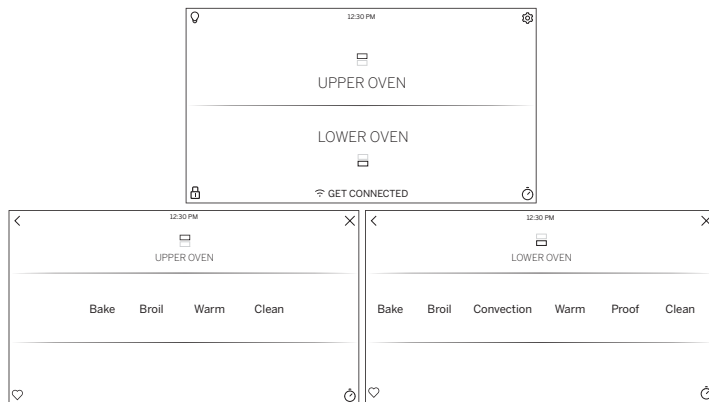 12:30 PM
UPPER OVEN
LOWER OVEN
GET CONNECTED
12:30 PM
UPPER OVEN
Bake Broil Warm Clean
12:30 PM
LOWER OVEN
Bake Broil Convection Warm Proof Clean